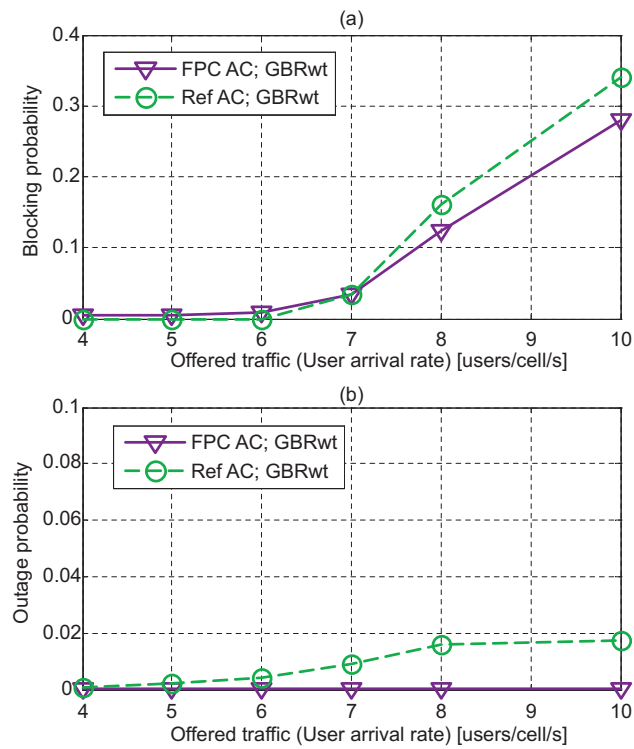 (a)
0.4
0.3
0.2
0.1
0
Blocking probability
FPC AC; GBRwt
Ref AC; GBRwt
4 5 6 7 8 9 10
Offered traffic (User arrival rate) [users/cell/s]
(b)
0.1
0.08
0.06
0.04
0.02
0
Outage probability
FPC AC; GBRwt
Ref AC; GBRwt
4 5 6 7 8 9 10
Offered traffic (User arrival rate) [users/cell/s]